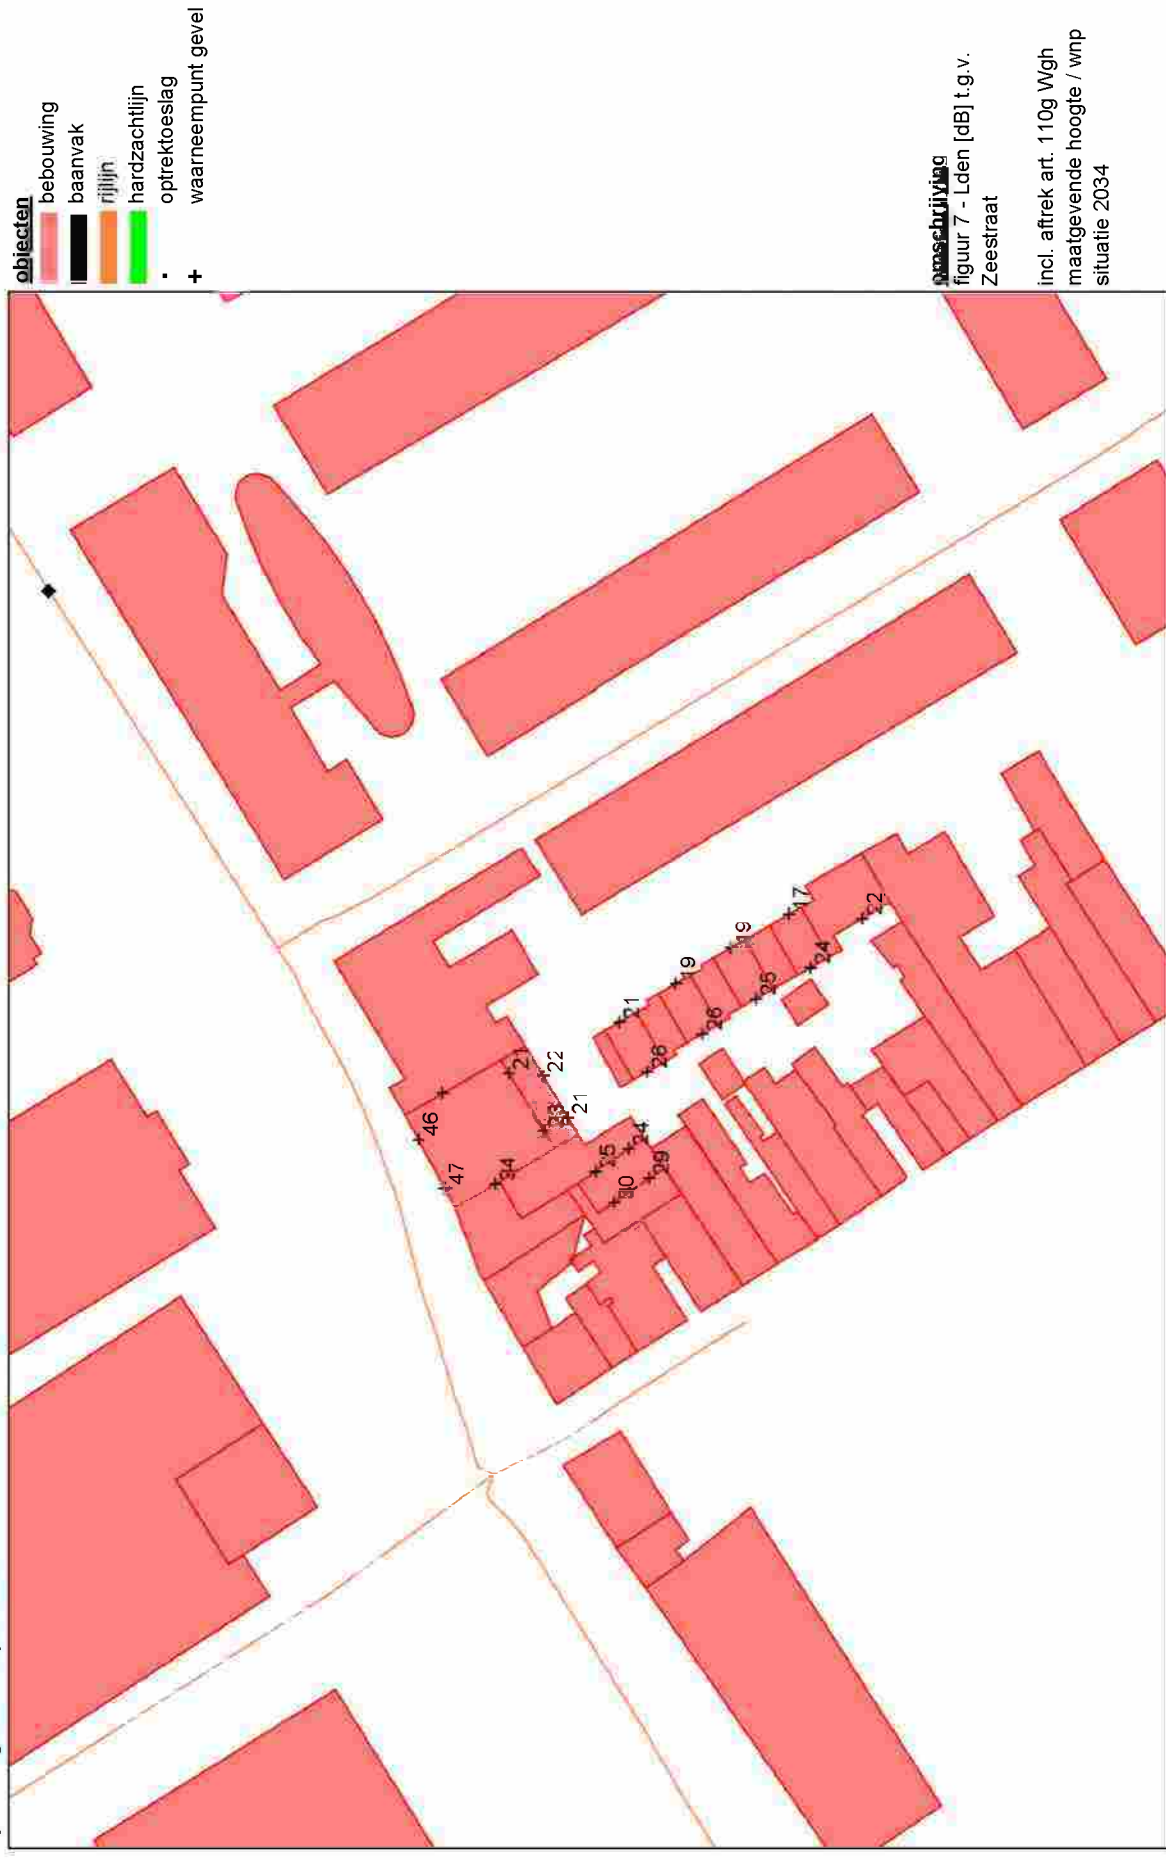 objecten
bebouwing
baanvak
rijlijn
hardzachtlijn
optrektoeslag
waarneempunt gevel
omschrijving
figuur 7 - Lden [dB] t.g.v.
Zeestraat
incl. aftrek art. 110g Wgh
maatgevende hoogte / wnp
situatie 2034
46
47
34
21
22
21
25
24
29
21
19
19
17
26
26
25
24
22